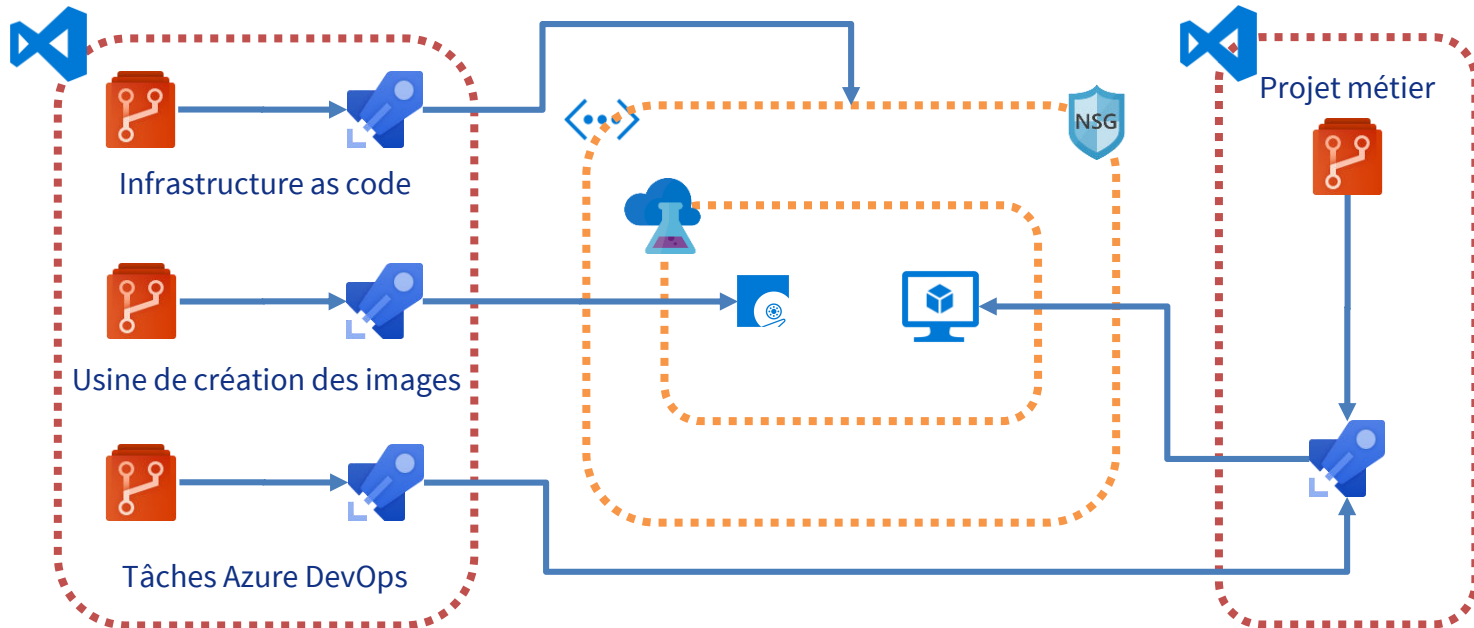 Projet métier
NSG
Infrastructure as code
Usine de création des images
Tâches Azure DevOps